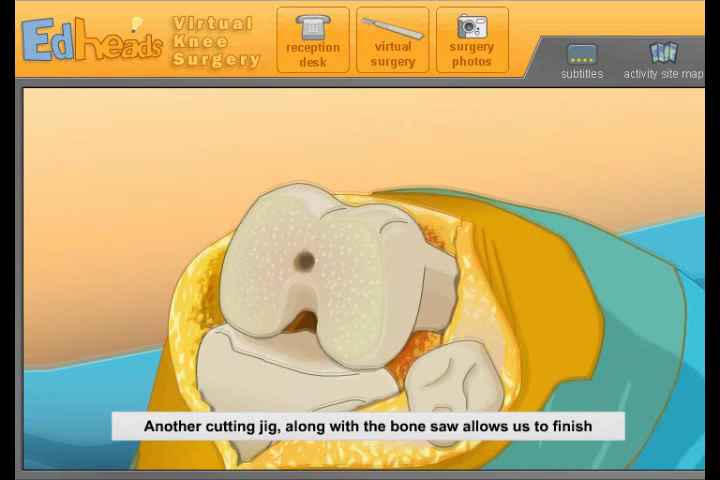 Edheads
Virtual
Knee
Surgery
reception
desk
virtual
surgery
surgery
photos
subtitles
activity site map
Another cutting jig, along with the bone saw allows us to finish